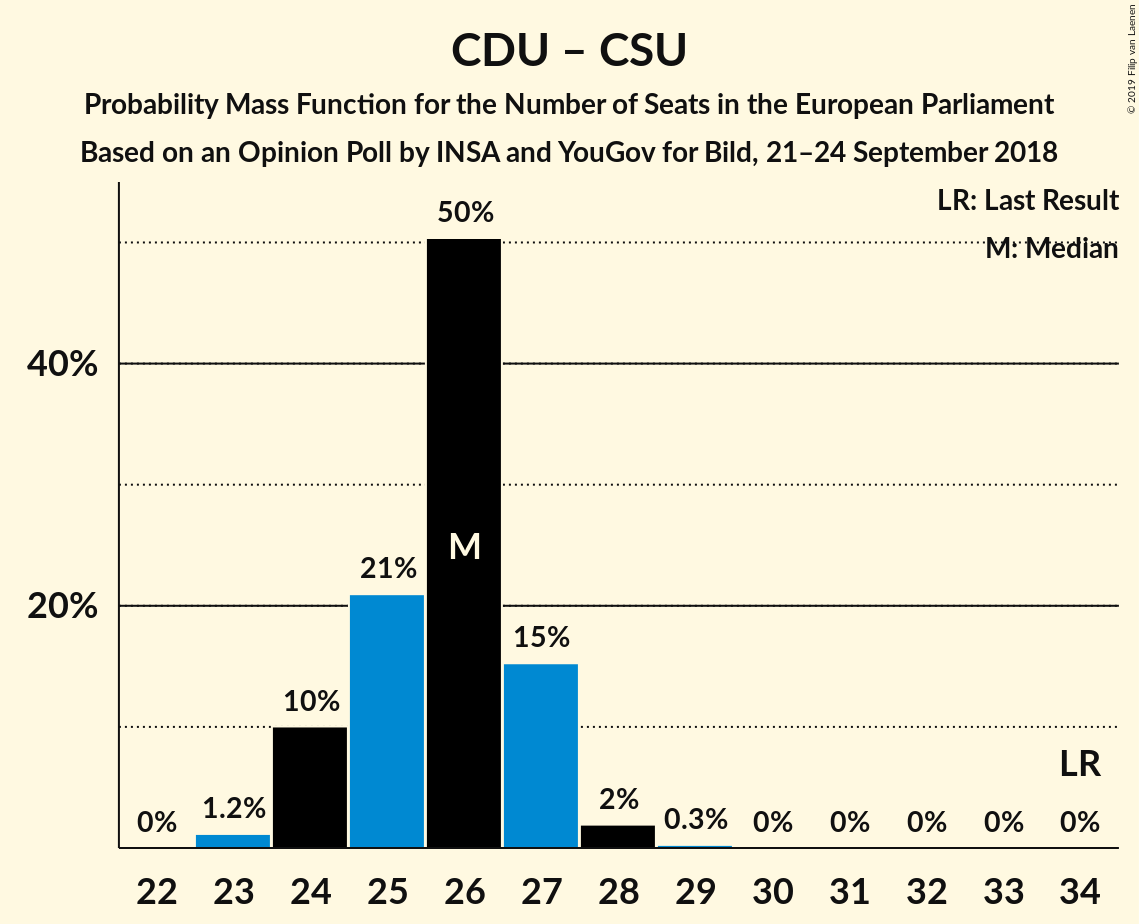 CDU – CSU
Probability Mass Function for the Number of Seats in the European Parliament
Based on an Opinion Poll by INSA and YouGov for Bild, 21–24 September 2018
© 2019 Filip van Laenen
LR: Last Result
M: Median
50%
40%
M
21%
20%
15%
10%
LR
0%
1.2%
2%
0.3%
0%
0%
0%
0%
0%
22 23 24 25 26 27 28 29 30 31 32 33 34